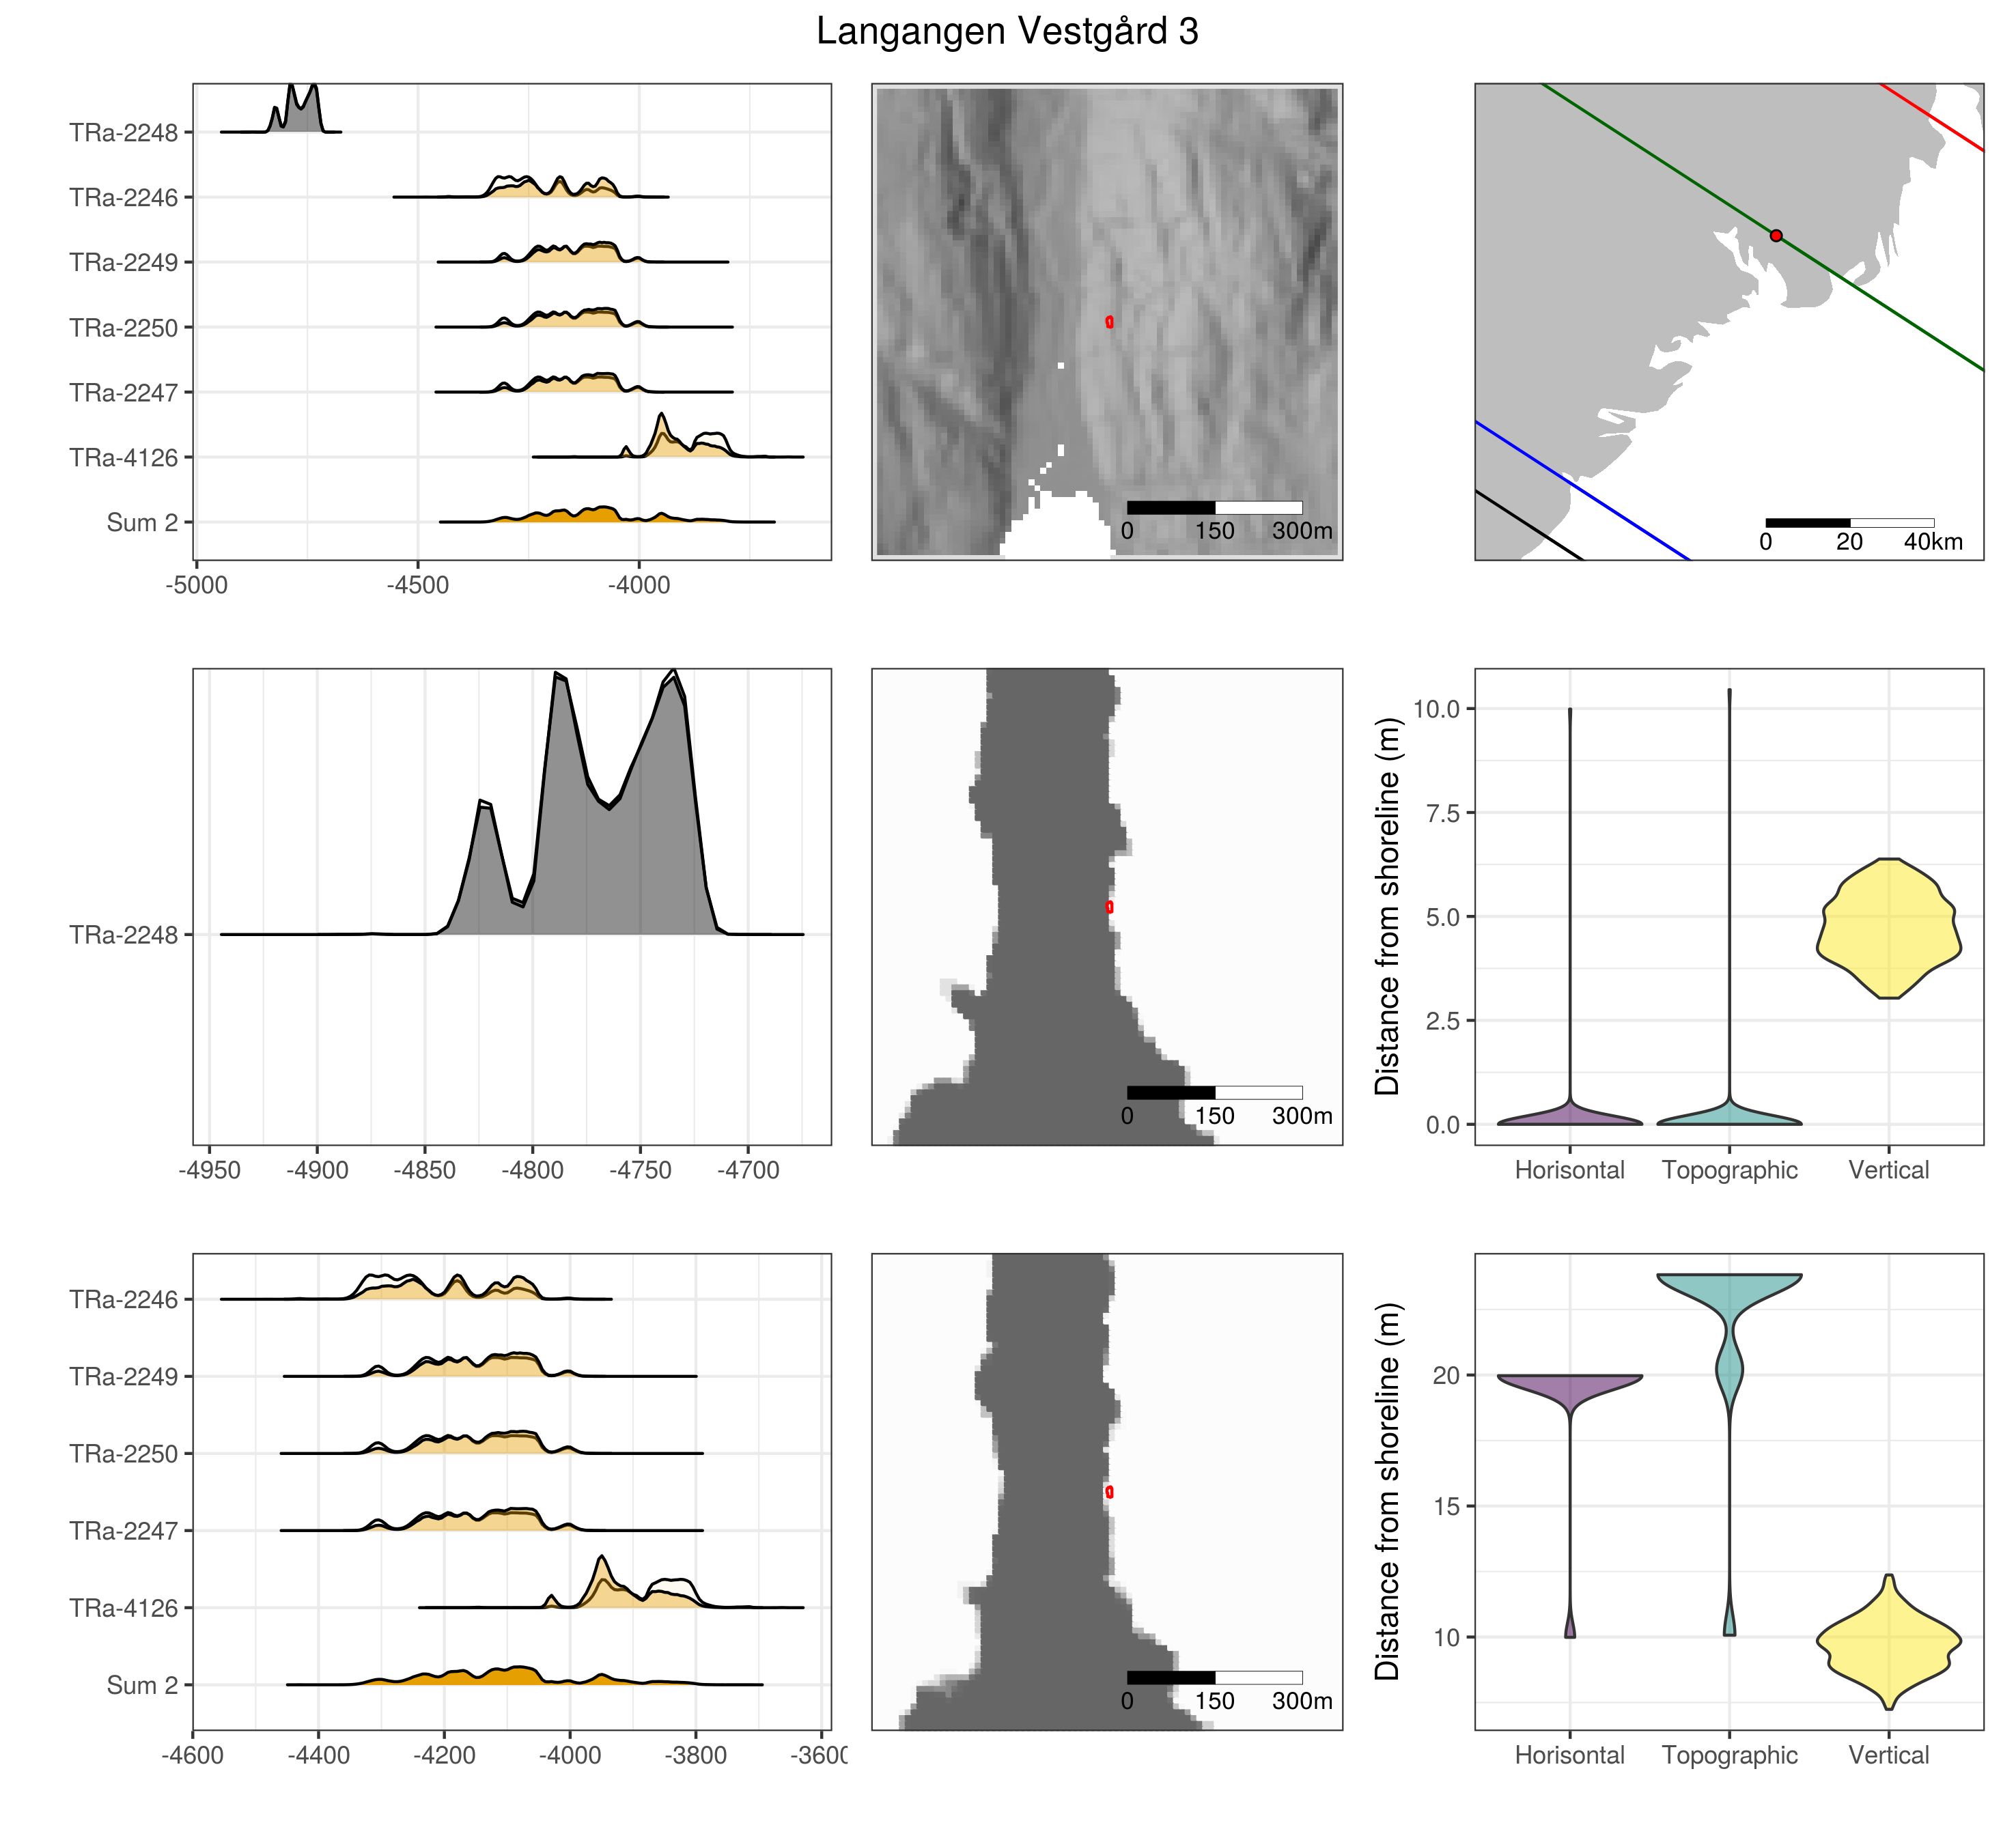 Langangen Vestgård 3
TRa-2248
TRa-2246
TRa-2249
TRa-2250
TRa-2247
TRa-4126
Sum 2
-5000 -4500 -4000
0 150 300m
0 20 40km
TRa-2248
-4950 -4900 -4850 -4800 -4750 -4700
0 150 300m
Distance from shoreline (m)
10.0
7.5
5.0
2.5
0.0
Horisontal Topographic Vertical
TRa-2246
TRa-2249
TRa-2250
TRa-2247
TRa-4126
Sum 2
-4600 -4400 -4200 -4000 -3800 -3600
0 150 300m
Distance from shoreline (m)
20
15
10
Horisontal Topographic Vertical